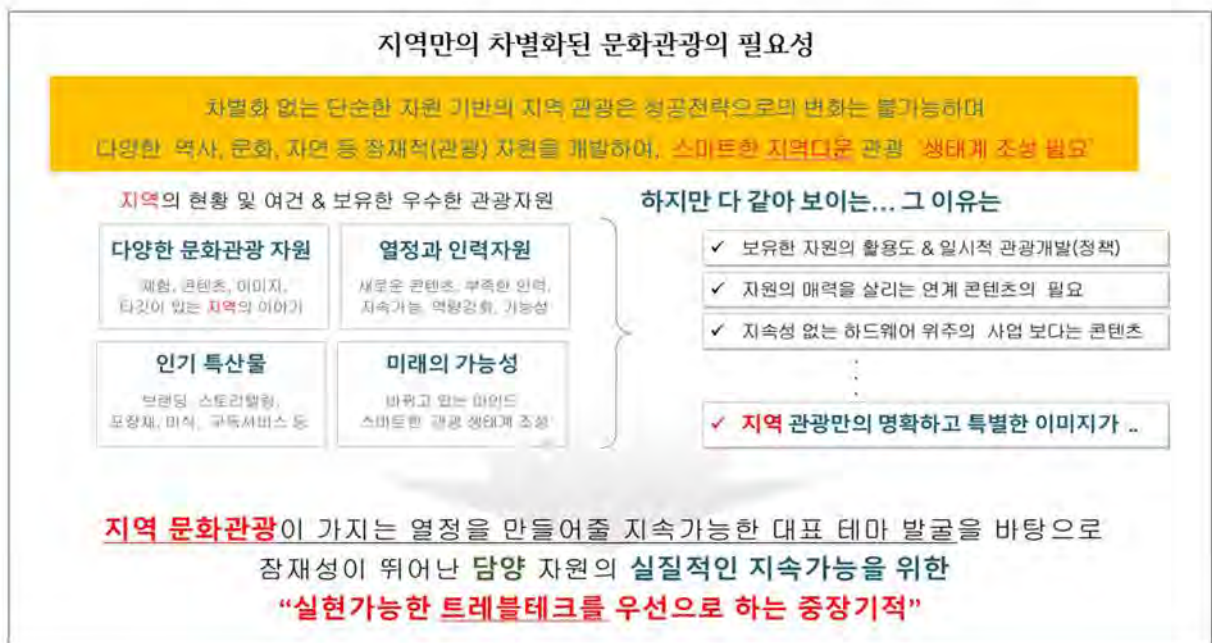 지역만의 차별화된 문화관광의 필요성
차별화 없는 단순한 자원 기반의 지역 관광은 성공전략으로의 변화는 불가능하며
다양한 역사, 문화, 자연 등 잠재적(관광) 자원을 개발하여, 스마트한 지역다운 관광 '생태계 조성 필요'
지역의 현황 및 여건 & 보유한 우수한 관광자원
다양한 문화관광 자원
체험, 콘텐츠, 이미지,
타깃이 있는 지역의 이야기
열정과 인력자원
새로운 콘텐츠, 부족한 인력,
지속가능, 역량강화, 가능성
인기 특산물
브랜딩, 스토리텔링,
포장재, 미식, 구독서비스 등
미래의 가능성
바뀌고 있는 마인드
스마트한 관광 생태계 조성
하지만 다 같아 보이는... 그 이유는
✓ 보유한 자원의 활용도 & 일시적 관광개발(정책)
✓ 자원의 매력을 살리는 연계 콘텐츠의 필요
✓ 지속성 없는 하드웨어 위주의 사업 보다는 콘텐츠
✓ 지역 관광만의 명확하고 특별한 이미지가 ..
지역 문화관광이 가지는 열정을 만들어줄 지속가능한 대표 테마 발굴을 바탕으로
잠재성이 뛰어난 담양 자원의 실질적인 지속가능을 위한
“실현가능한 트레블테크를 우선으로 하는 중장기적”